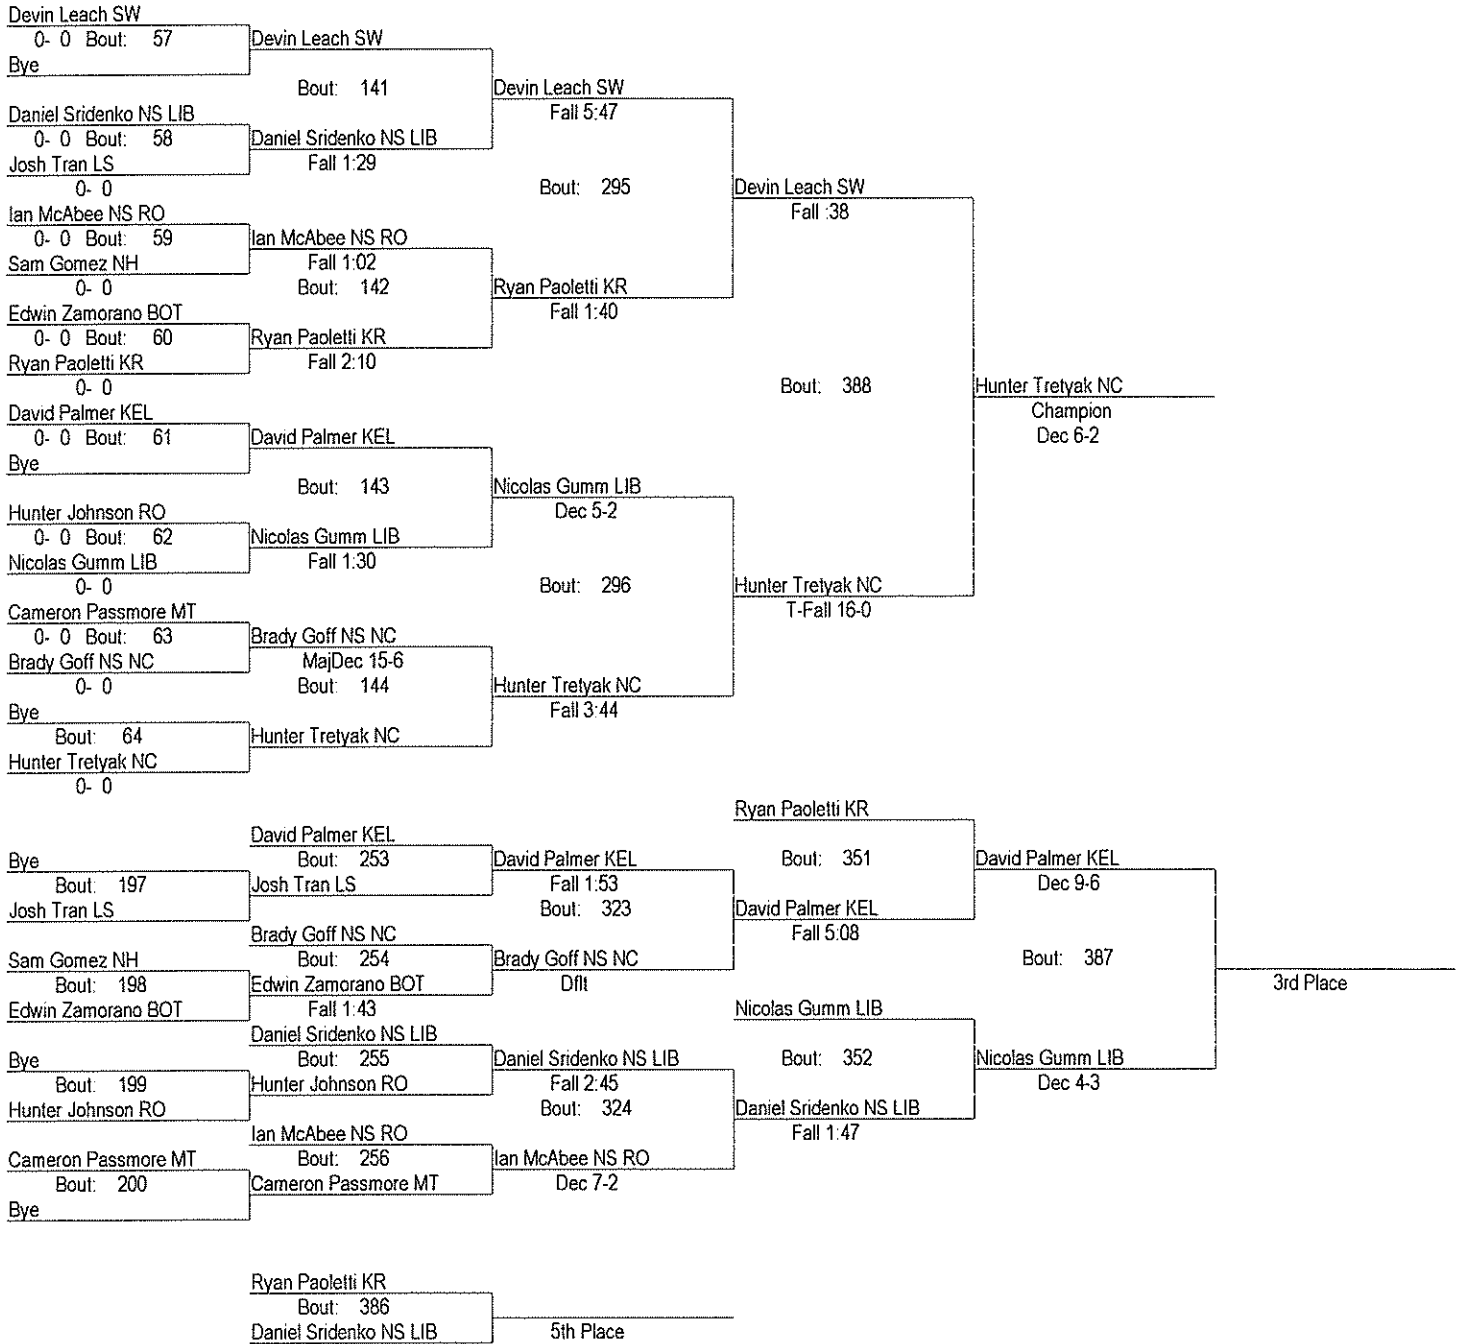 Devin Leach SW
0- 0 Bout: 57
Bye
Devin Leach SW
Bout: 141
Daniel Sridenko NS LIB
0- 0 Bout: 58
Josh Tran LS
0- 0
Daniel Sridenko NS LIB
Fall 1:29
Devin Leach SW
Fall 5:47
Bout: 295
Ian McAbee NS RO
0- 0 Bout: 59
Sam Gomez NH
0- 0
Ian McAbee NS RO
Fall 1:02
Bout: 142
Edwin Zamorano BOT
0- 0 Bout: 60
Ryan Paoletti KR
0- 0
Ryan Paoletti KR
Fall 2:10
Ryan Paoletti KR
Fall 1:40
Devin Leach SW
Fall :38
Bout: 388
David Palmer KEL
0- 0 Bout: 61
Bye
David Palmer KEL
Bout: 143
Hunter Johnson RO
0- 0 Bout: 62
Nicolas Gumm LIB
0- 0
Nicolas Gumm LIB
Fall 1:30
Nicolas Gumm LIB
Dec 5-2
Bout: 296
Cameron Passmore MT
0- 0 Bout: 63
Brady Goff NS NC
0- 0
Brady Goff NS NC
MajDec 15-6
Bout: 144
Bye
Bout: 64
Hunter Tretyak NC
0- 0
Hunter Tretyak NC
Hunter Tretyak NC
Fall 3:44
Hunter Tretyak NC
T-Fall 16-0
Hunter Tretyak NC
Champion
Dec 6-2
Bye
Bout: 197
Josh Tran LS
David Palmer KEL
Bout: 253
Josh Tran LS
David Palmer KEL
Fall 1:53
Bout: 323
Sam Gomez NH
Bout: 198
Edwin Zamorano BOT
Brady Goff NS NC
Bout: 254
Edwin Zamorano BOT
Fall 1:43
Brady Goff NS NC
Dflt
Ryan Paoletti KR
Bout: 351
David Palmer KEL
Fall 5:08
David Palmer KEL
Dec 9-6
Bout: 387
Bye
Bout: 199
Hunter Johnson RO
Daniel Sridenko NS LIB
Bout: 255
Hunter Johnson RO
Daniel Sridenko NS LIB
Fall 2:45
Bout: 324
Cameron Passmore MT
Bout: 200
Bye
Ian McAbee NS RO
Bout: 256
Cameron Passmore MT
Ian McAbee NS RO
Dec 7-2
Nicolas Gumm LIB
Bout: 352
Daniel Sridenko NS LIB
Fall 1:47
Nicolas Gumm LIB
Dec 4-3
3rd Place
Ryan Paoletti KR
Bout: 386
Daniel Sridenko NS LIB
5th Place